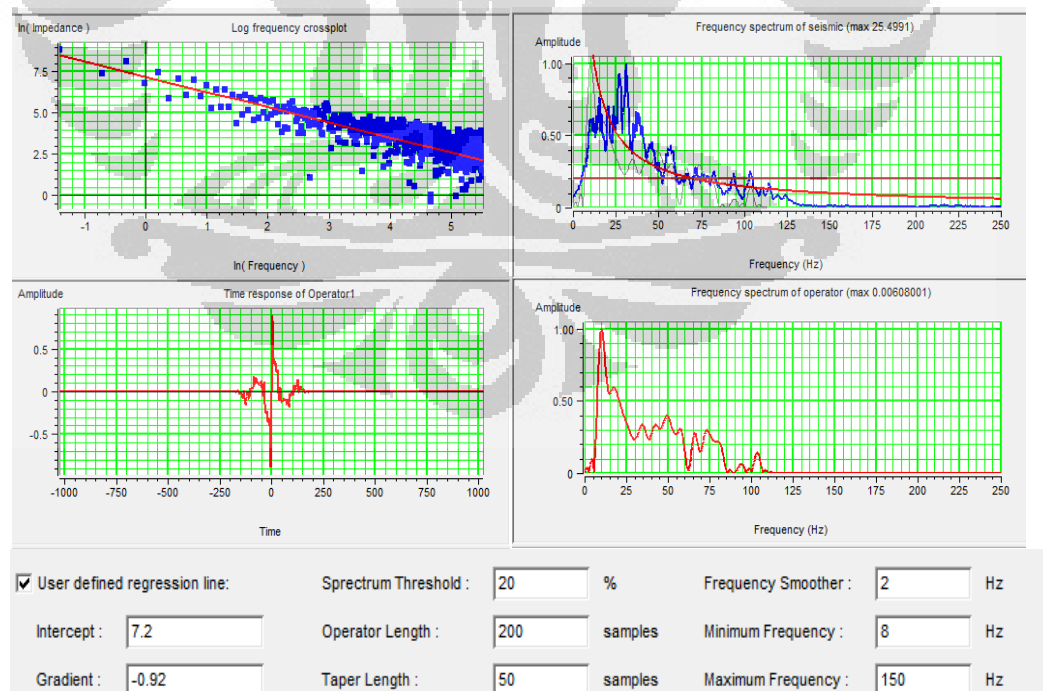 ln( Impedance )
Log frequency crossplot
7.5
5.0
2.5
0
-1 0 1 2 3 4 5
ln( Frequency )
Frequency spectrum of seismic (max 25.4991)
Amplitude
1.00
0.50
0
0 25 50 75 100 125 150 175 200 225 250
Frequency (Hz)
Amplitude
Time response of Operator1
0.5
0
-0.5
-1000 -750 -500 -250 0 250 500 750 1000
Time
Frequency spectrum of operator (max 0.00608001)
Amplitude
1.00
0.50
0
0 25 50 75 100 125 150 175 200 225 250
Frequency (Hz)
User defined regression line: Sprectrum Threshold : 20 % Frequency Smoother : 2 Hz
Intercept : 7.2 Operator Length : 200 samples Minimum Frequency : 8 Hz
Gradient : -0.92 Taper Length : 50 samples Maximum Frequency : 150 Hz